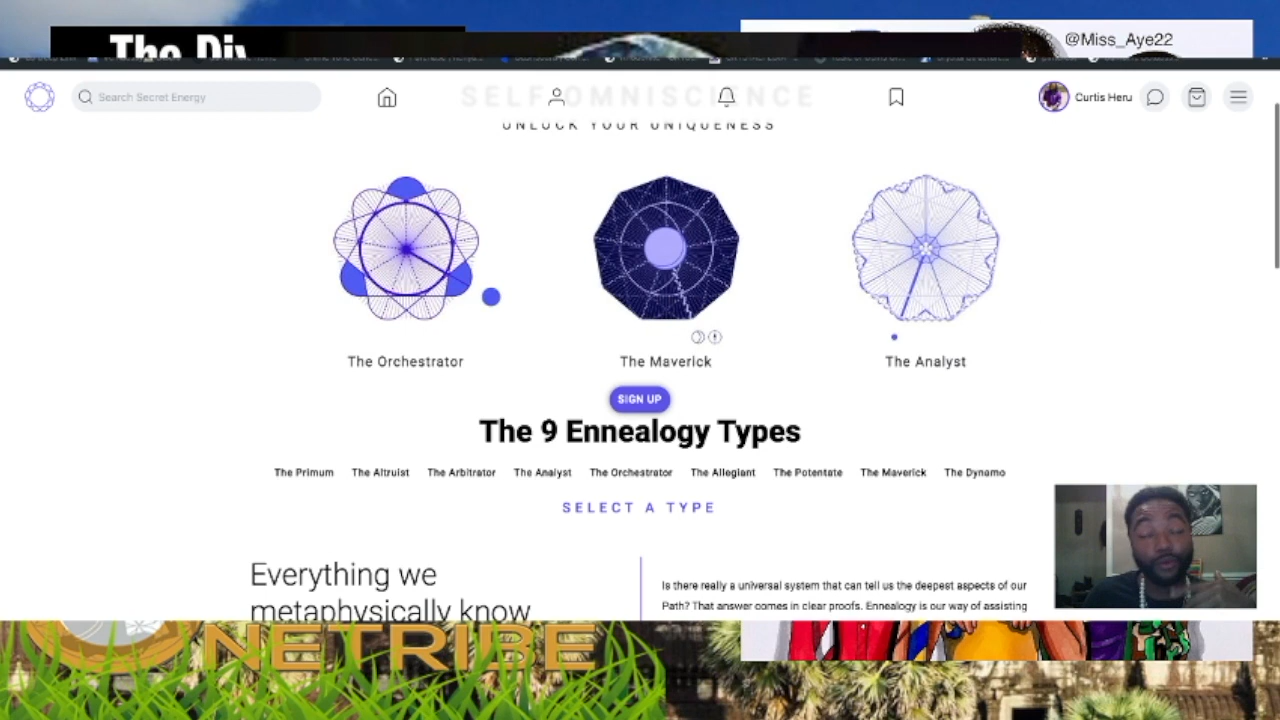 The Div
@Miss_Aye22
Search Secret Energy
SELF OMNISCIENCE
Curtis Heru
UNLOCK YOUR UNIQUENESS
The Orchestrator
The Maverick
The Analyst
SIGN UP
The 9 Ennealogy Types
The Primum The Altruist The Arbitrator The Analyst The Orchestrator The Allegiant The Potentate The Maverick The Dynamo
SELECT A TYPE
Everything we
metaphysically know
Is there really a universal system that can tell us the deepest aspects of our
Path? That answer comes in clear proofs. Ennealogy is our way of assisting
NETRIBE